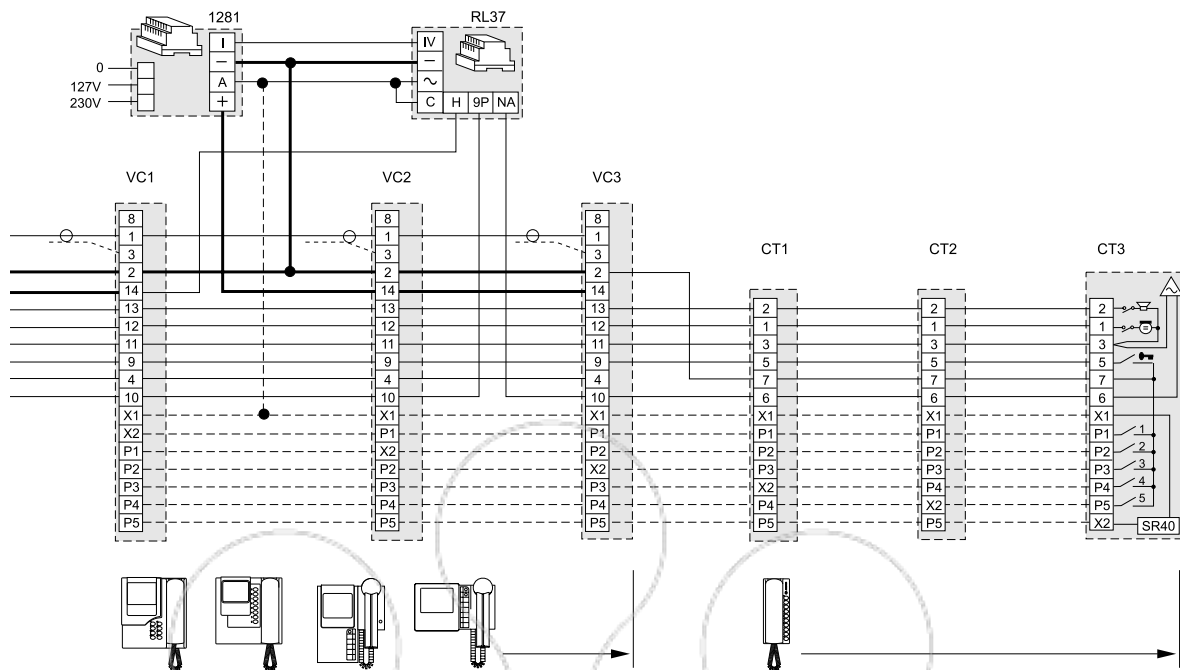 1281
RL37
0
127V
230V
I
–
A
+
IV
–
~
C H 9P NA
VC1
VC2
VC3
CT1
CT2
CT3
8
1
3
2
14
13
12
11
9
4
10
X1
X2
P1
P2
P3
P4
P5
8
1
3
2
14
13
12
11
9
4
10
X1
P1
X2
P2
P3
P4
P5
8
1
3
2
14
13
12
11
9
4
10
X1
P1
P2
X2
P3
P4
P5
2
1
3
5
7
6
X1
P1
P2
P3
X2
P4
P5
2
1
3
5
7
6
X1
P1
P2
P3
P4
X2
P5
2
1
3
5
7
6
X1
P1 1
P2 2
P3 3
P4 4
P5 5
X2
SR40